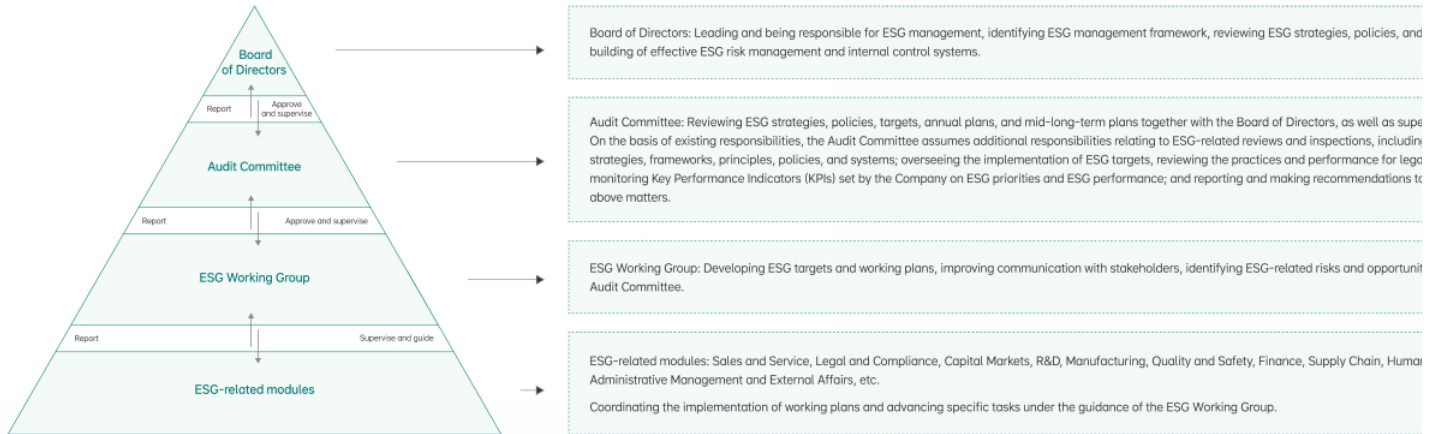 Board
of Directors
Report
Approve
and supervise
Audit Committee
Report
Approve and supervise
ESG Working Group
Report
Supervise and guide
ESG-related modules
Board of Directors: Leading and being responsible for ESG management, identifying ESG management framework, reviewing ESG strategies, policies, and
building of effective ESG risk management and internal control systems.
Audit Committee: Reviewing ESG strategies, policies, targets, annual plans, and mid-long-term plans together with the Board of Directors, as well as
On the basis of existing responsibilities, the Audit Committee assumes additional responsibilities relating to ESG-related reviews and inspections, including
strategies, frameworks, principles, policies, and systems; overseeing the implementation of ESG targets, reviewing the practices and performance for
monitoring Key Performance Indicators (KPIs) set by the Company on ESG priorities and ESG performance; and reporting and making recommendations
above matters.
ESG Working Group: Developing ESG targets and working plans, improving communication with stakeholders, identifying ESG-related risks and
Audit Committee.
ESG-related modules: Sales and Service, Legal and Compliance, Capital Markets, R&D, Manufacturing, Quality and Safety, Finance, Supply Chain,
Administrative Management and External Affairs, etc.
Coordinating the implementation of working plans and advancing specific tasks under the guidance of the ESG Working Group.